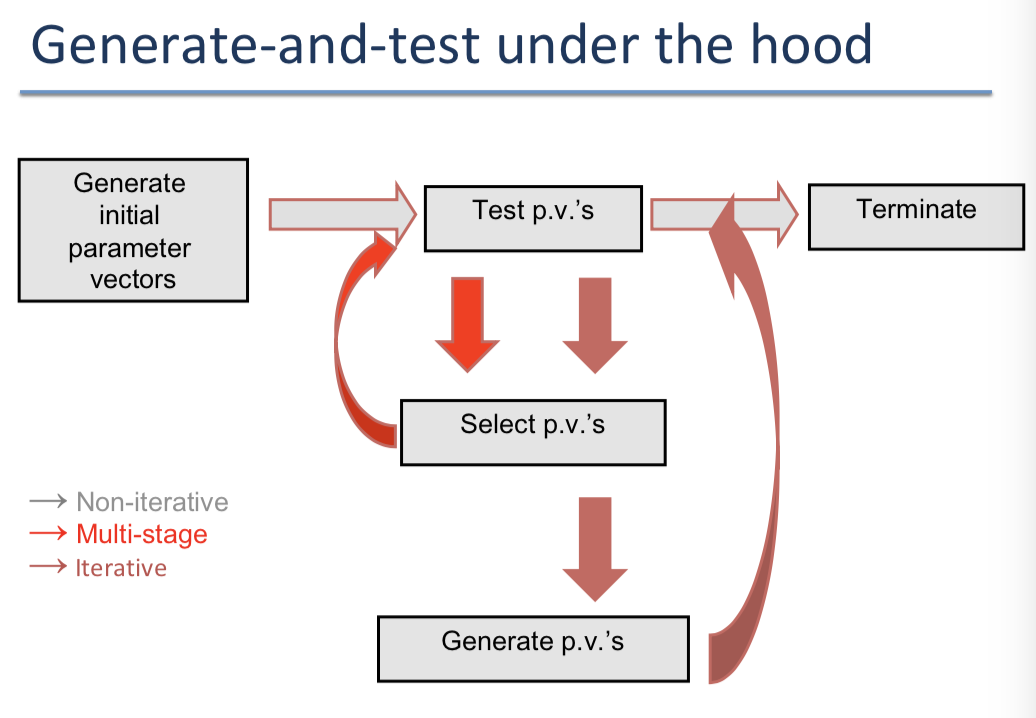 Generate-and-test under the hood
Generate
initial
parameter
vectors
Test p.v.’s
Terminate
Select p.v.’s
Non-iterative
Multi-stage
Iterative
Generate p.v.’s